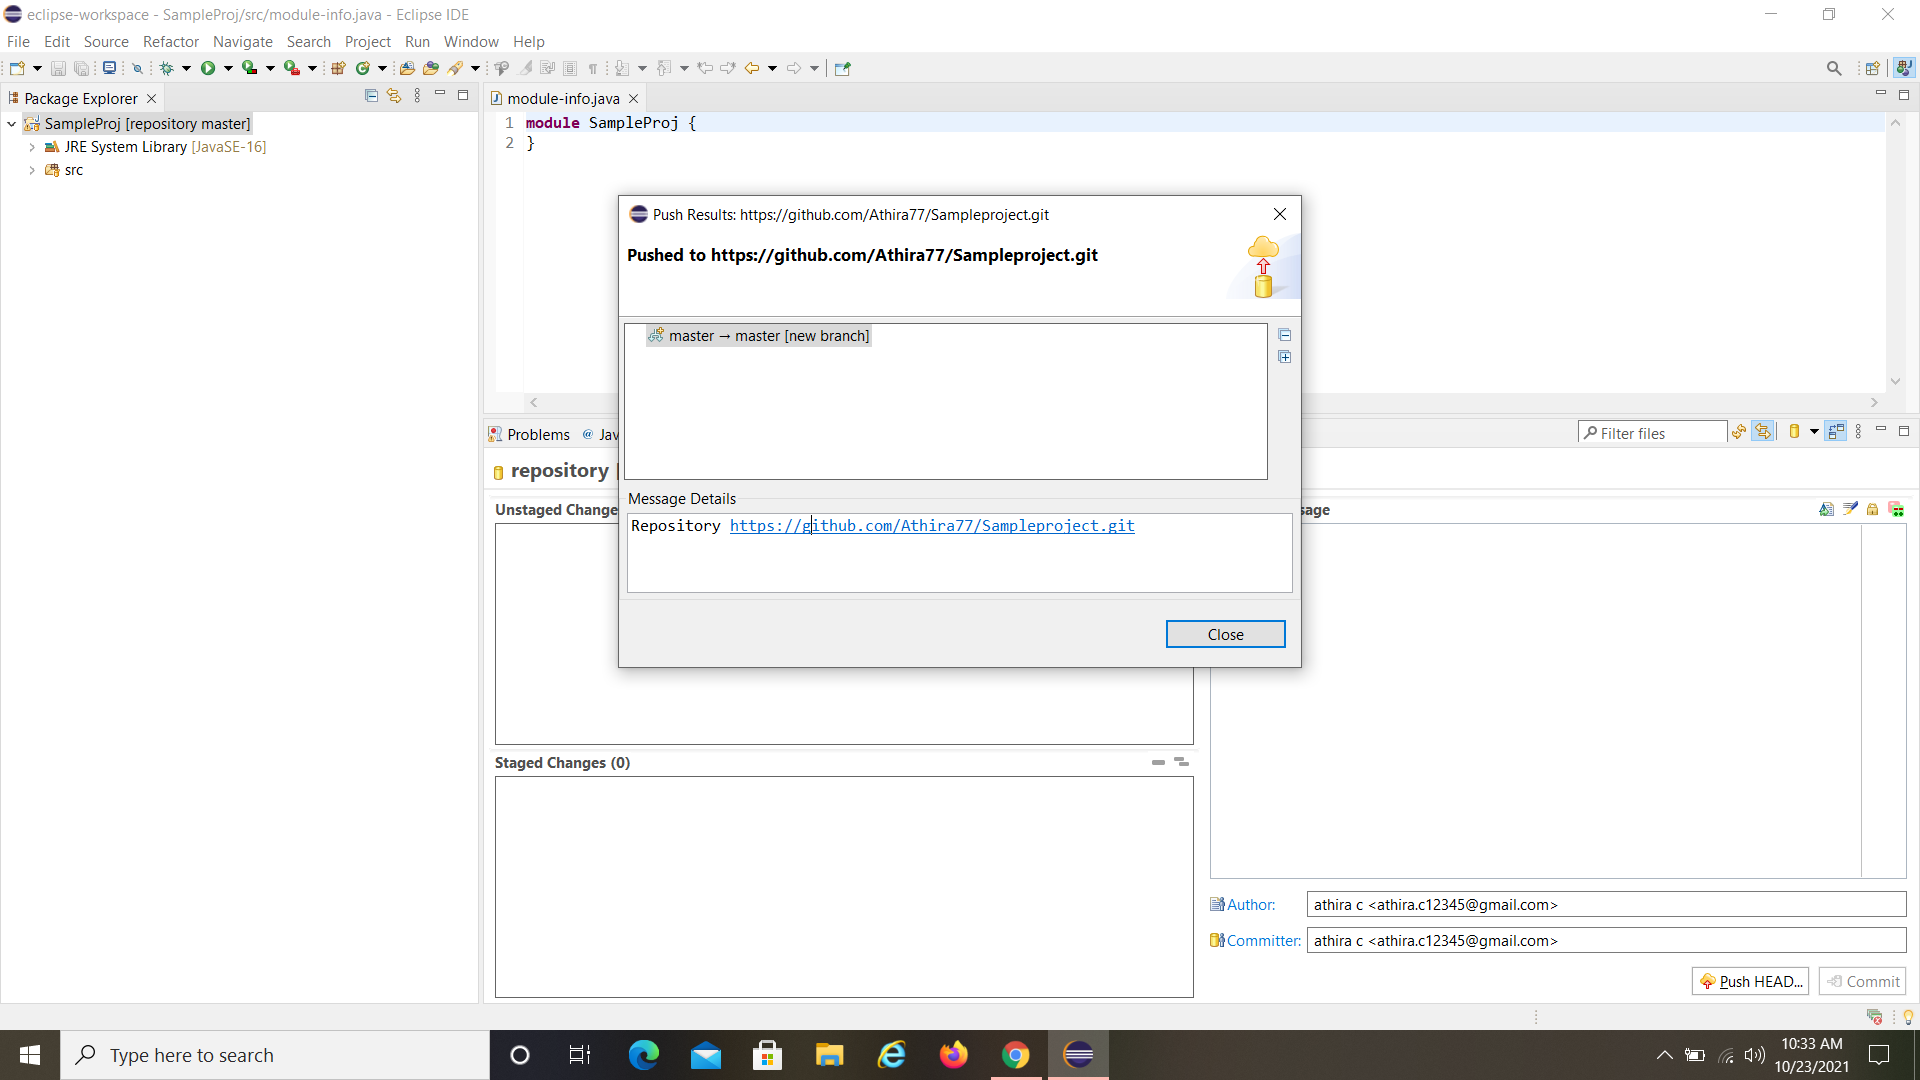 eclipse-workspace - SampleProj/src/module-info.java - Eclipse IDE
File Edit Source Refactor Navigate Search Project Run Window Help
Package Explorer
module-info.java
SampleProj [repository master]
JRE System Library [JavaSE-16]
src
1 module SampleProj {
2 }
Push Results: https://github.com/Athira77/Sampleproject.git
Pushed to https://github.com/Athira77/Sampleproject.git
master → master [new branch]
Message Details
Repository https://github.com/Athira77/Sampleproject.git
Close
Problems @ Jav
Filter files
repository
Unstaged Change
sage
Staged Changes (0)
Author: athira c <athira.c12345@gmail.com>
Committer: athira c <athira.c12345@gmail.com>
Push HEAD...
Commit
Type here to search
10:33 AM
10/23/2021